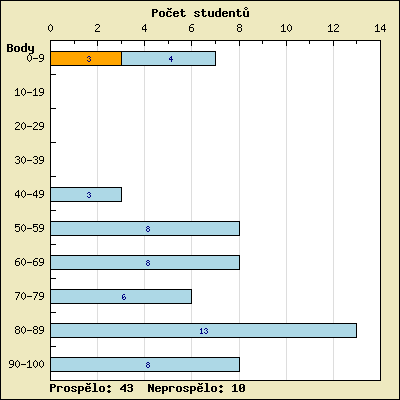 Počet studentů
0 2 4 6 8 10 12 14
Body
0-9 3 4
10-19
20-29
30-39
40-49 3
50-59 8
60-69 8
70-79 6
80-89 13
90-100 8
Prospělo: 43 Neprospělo: 10